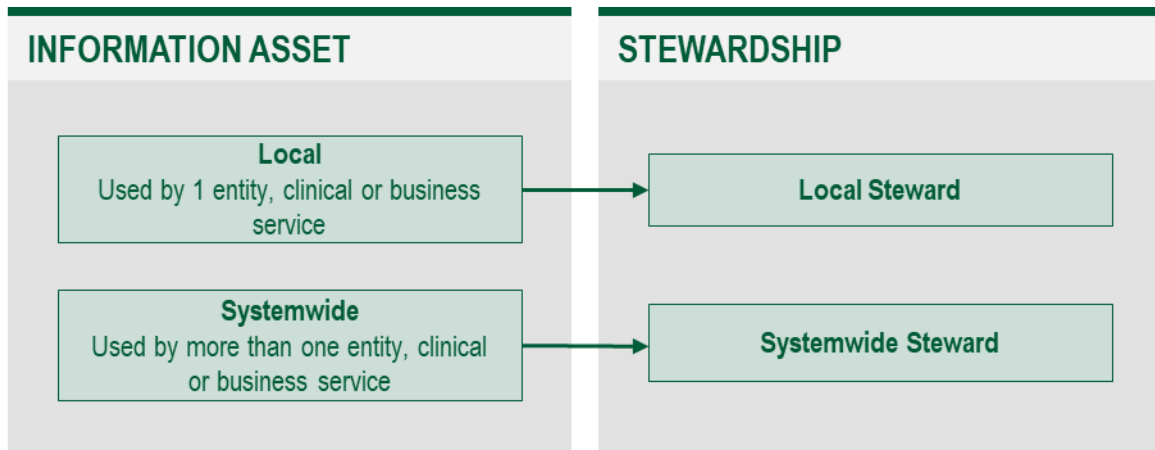 INFORMATION ASSET
STEWARDSHIP
Local
Used by 1 entity, clinical or business
service
Local Steward
Systemwide
Used by more than one entity, clinical
or business service
Systemwide Steward